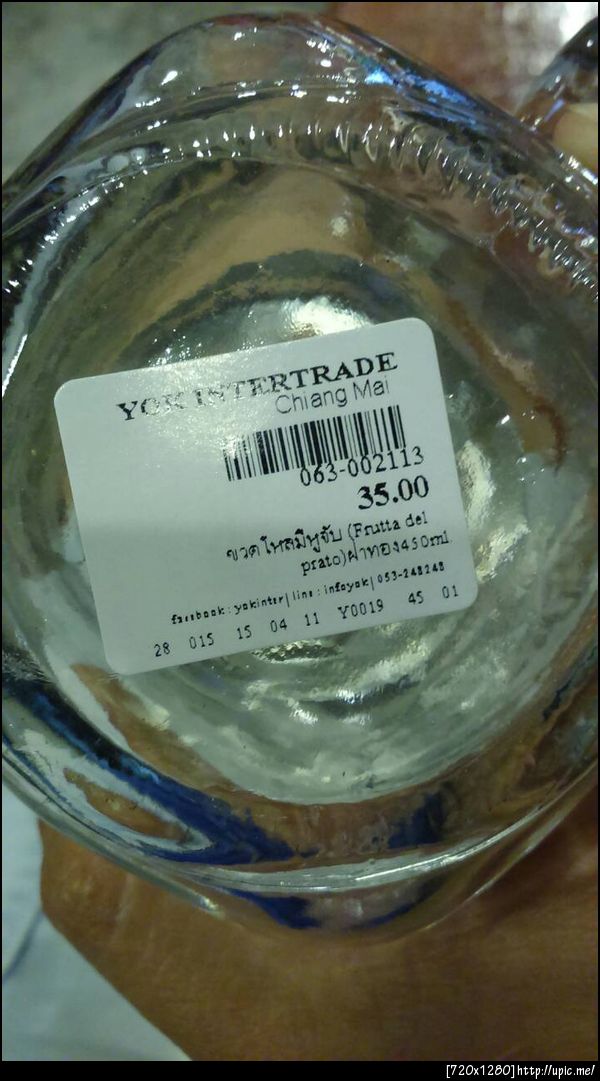 YOK INTERTRADE
Chiang Mai
063-002113
35.00
ขวดโหลมีหูจับ (Frutta del
prato)ฝาทอง450ml.
facebook:yokinter|line:infoyok|053-248248
28 015 15 04 11 Y0019 45 01
[720x1280]http://upic.me/